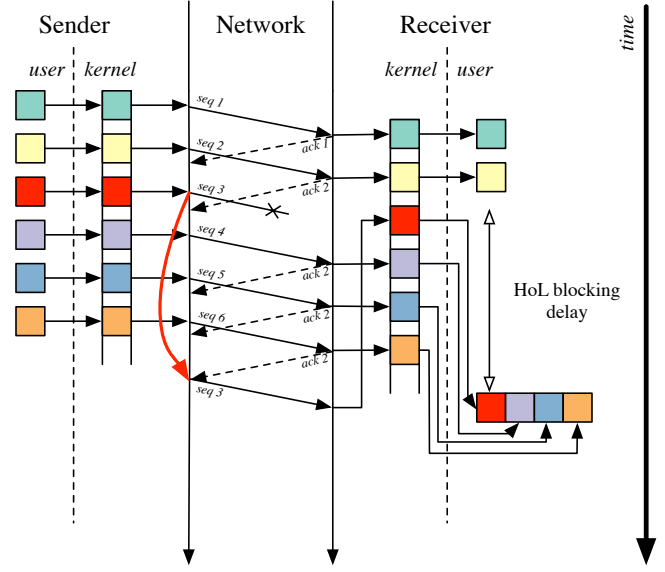 Sender
Network
Receiver
time
user
kernel
kernel
user
seq 1
ack 1
seq 2
ack 2
seq 3
seq 4
ack 2
seq 5
ack 2
seq 6
ack 2
seq 3
HoL blocking
delay